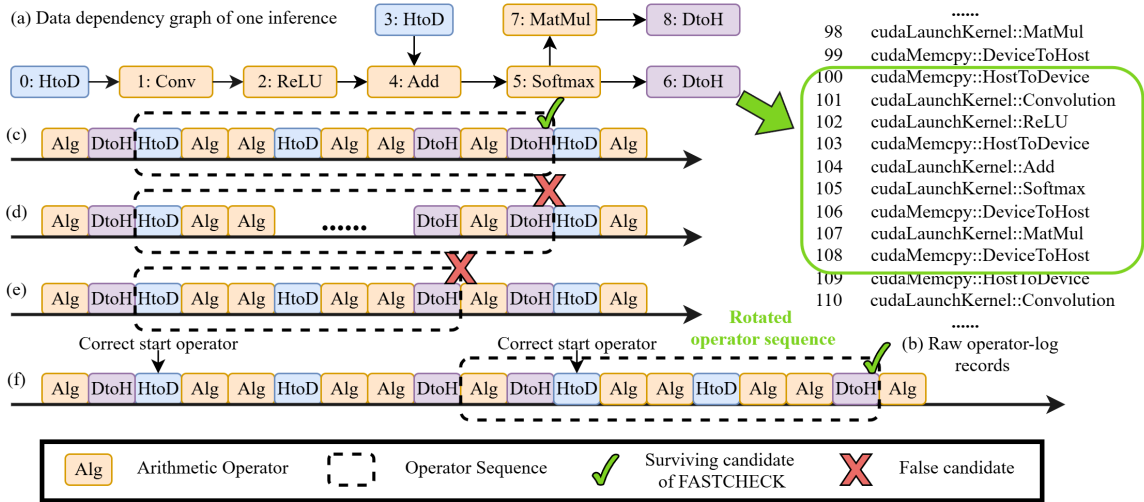 (a) Data dependency graph of one inference
3: HtoD
7: MatMul
8: DtoH
0: HtoD
1: Conv
2: ReLU
4: Add
5: Softmax
6: DtoH
......
98 cudaLaunchKernel::MatMul
99 cudaMemcpy::DeviceToHost
100 cudaMemcpy::HostToDevice
101 cudaLaunchKernel::Convolution
102 cudaLaunchKernel::ReLU
103 cudaMemcpy::HostToDevice
104 cudaLaunchKernel::Add
105 cudaLaunchKernel::Softmax
106 cudaMemcpy::DeviceToHost
107 cudaLaunchKernel::MatMul
108 cudaMemcpy::DeviceToHost
109 cudaMemcpy::HostToDevice
110 cudaLaunchKernel::Convolution
......
(b) Raw operator-log
records
(c) Alg DtoH HtoD Alg Alg HtoD Alg Alg DtoH Alg DtoH HtoD Alg
(d) Alg DtoH HtoD Alg Alg ...... DtoH Alg DtoH HtoD Alg
(e) Alg DtoH HtoD Alg Alg HtoD Alg Alg DtoH Alg DtoH HtoD Alg
Rotated
operator sequence
Correct start operator
Correct start operator
(f) Alg DtoH HtoD Alg Alg HtoD Alg Alg DtoH Alg DtoH HtoD Alg Alg HtoD Alg Alg DtoH Alg
Alg Arithmetic Operator
Operator Sequence
Surviving candidate
of FASTCHECK
False candidate